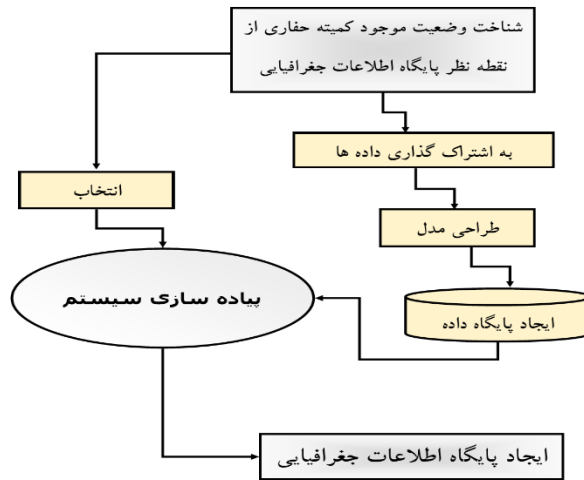 شناخت وضعیت موجود کمیته حفاری از
نقطه نظر پایگاه اطلاعات جغرافیایی
به اشتراک گذاری داده ها
انتخاب
طراحی مدل
پیاده سازی سیستم
ایجاد پایگاه داده
ایجاد پایگاه اطلاعات جغرافیایی